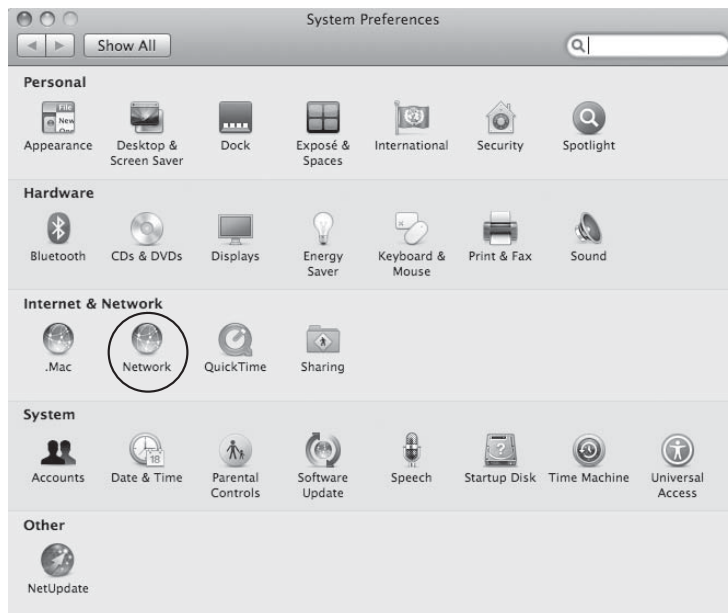 System Preferences
Show All
Personal
Appearance
Desktop & Screen Saver
Dock
Exposé & Spaces
International
Security
Spotlight
Hardware
Bluetooth
CDs & DVDs
Displays
Energy Saver
Keyboard & Mouse
Print & Fax
Sound
Internet & Network
.Mac
Network
QuickTime
Sharing
System
Accounts
18
Date & Time
Parental Controls
Software Update
Speech
?
Startup Disk
Time Machine
Universal Access
Other
NetUpdate